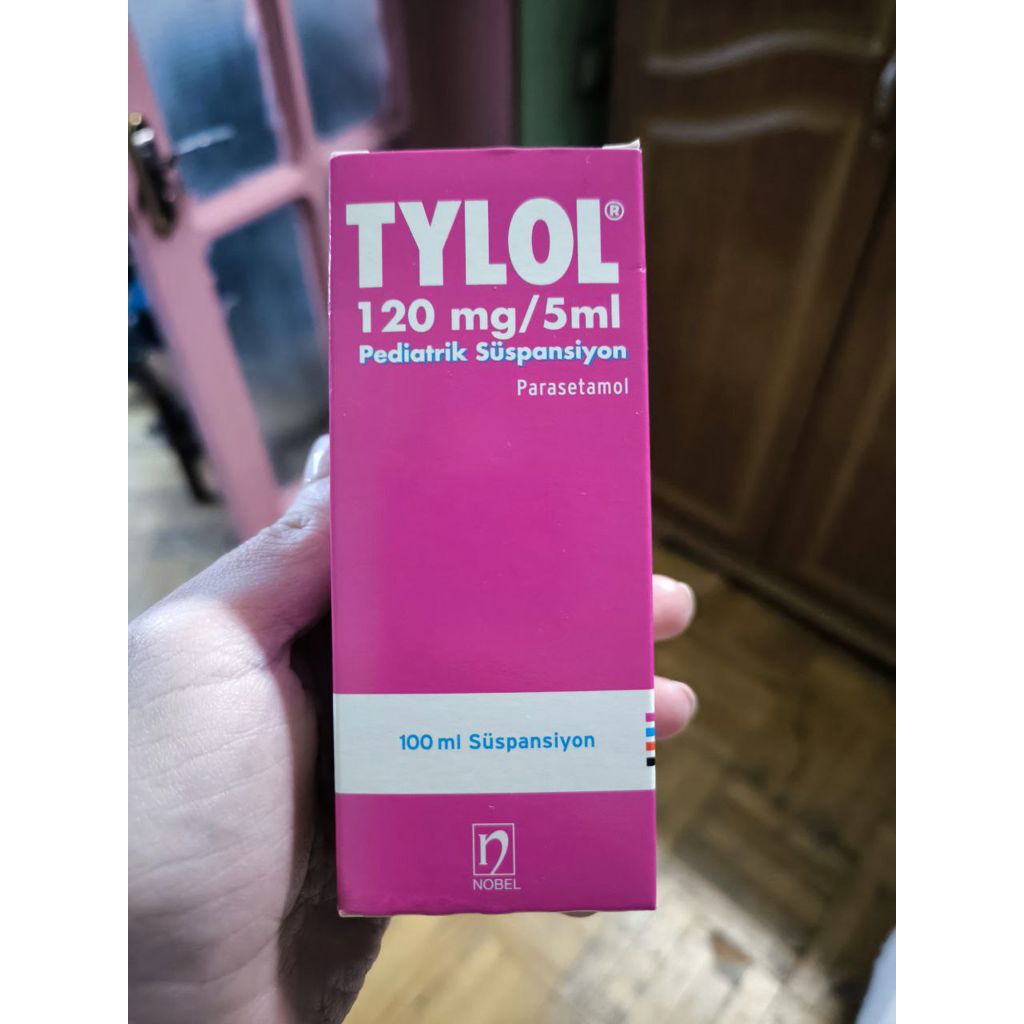 TYLOL®
120 mg/5ml
Pediatrik Süspansiyon
Parasetamol
100 ml Süspansiyon
NOBEL